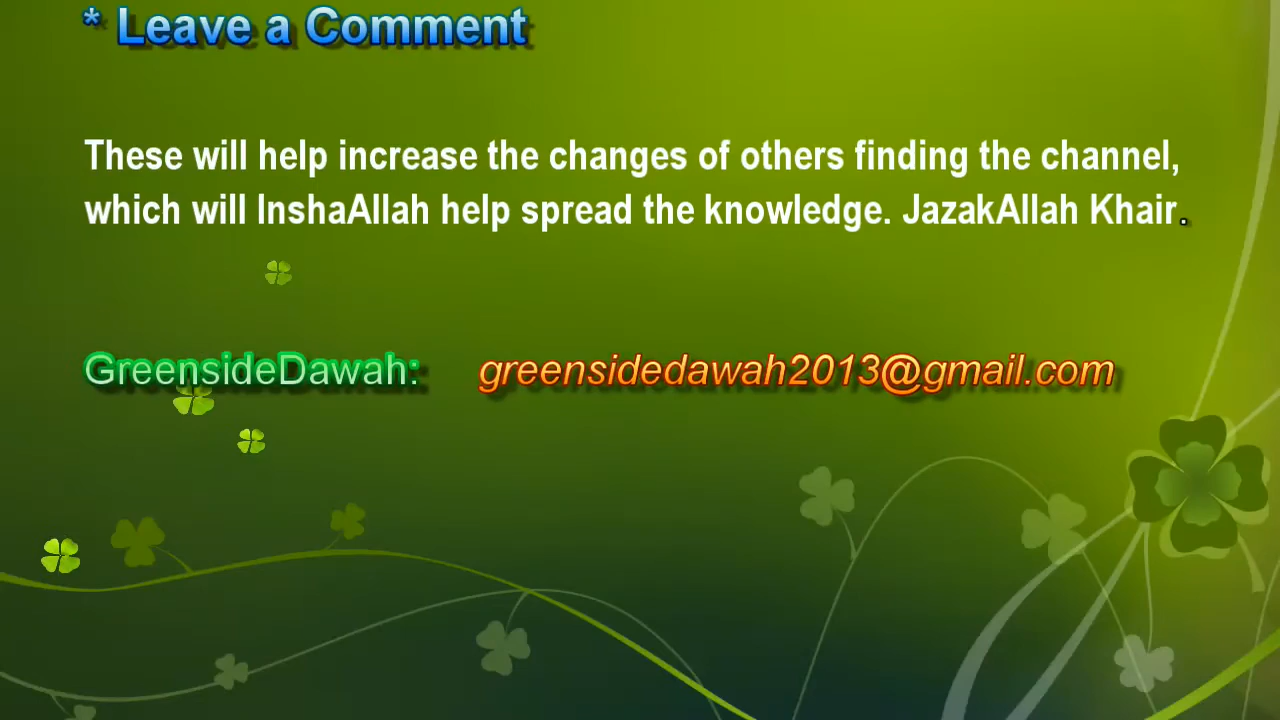 * Leave a Comment
These will help increase the changes of others finding the channel,
which will InshaAllah help spread the knowledge. JazakAllah Khair.
GreensideDawah: greensidedawah2013@gmail.com